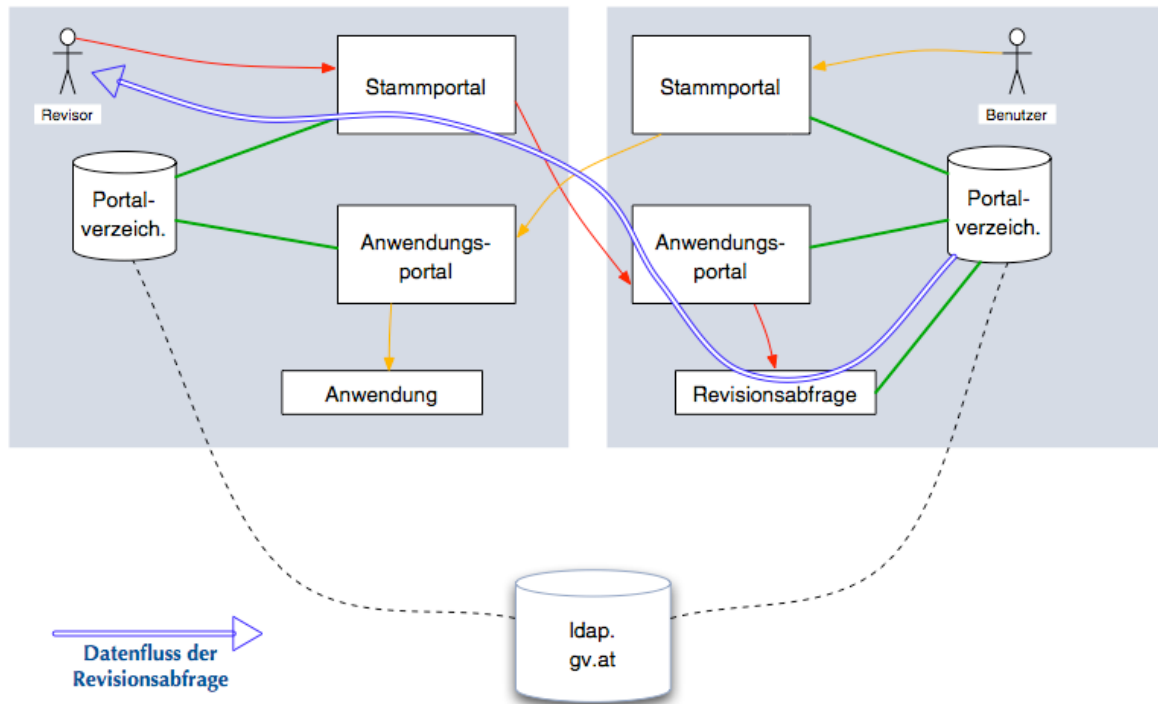 Revisor
Stammportal
Stammportal
Benutzer
Portal-
verzeich.
Anwendungs-
portal
Anwendungs-
portal
Portal-
verzeich.
Anwendung
Revisionsabfrage
ldap.
gv.at
Datenfluss der
Revisionsabfrage